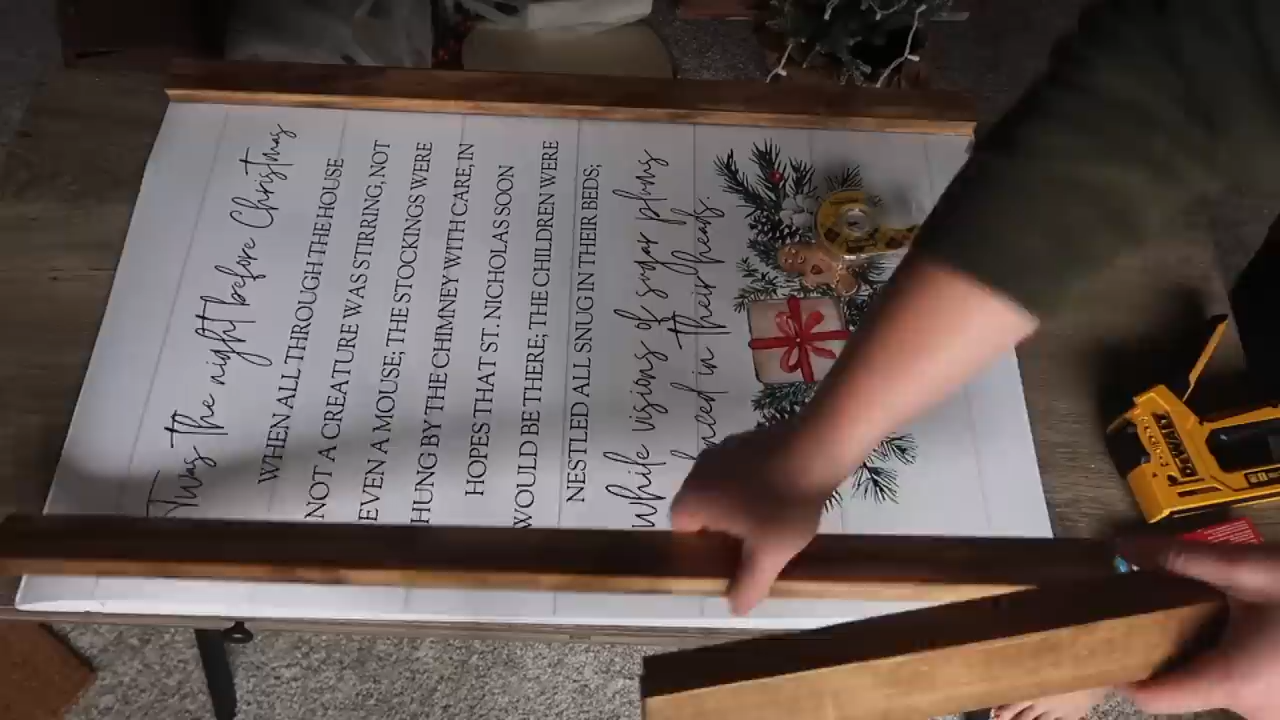 'Twas the night before Christmas
WHEN ALL THROUGH THE HOUSE
NOT A CREATURE WAS STIRRING, NOT
EVEN A MOUSE; THE STOCKINGS WERE
HUNG BY THE CHIMNEY WITH CARE, IN
HOPES THAT ST. NICHOLAS SOON
WOULD BE THERE; THE CHILDREN WERE
NESTLED ALL SNUG IN THEIR BEDS;
While visions of sugar plums
in their heads.
DEWALT